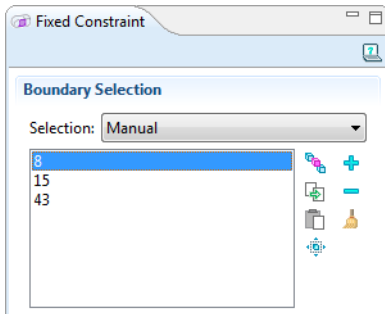 Fixed Constraint
Boundary Selection
Selection: Manual
8
15
43